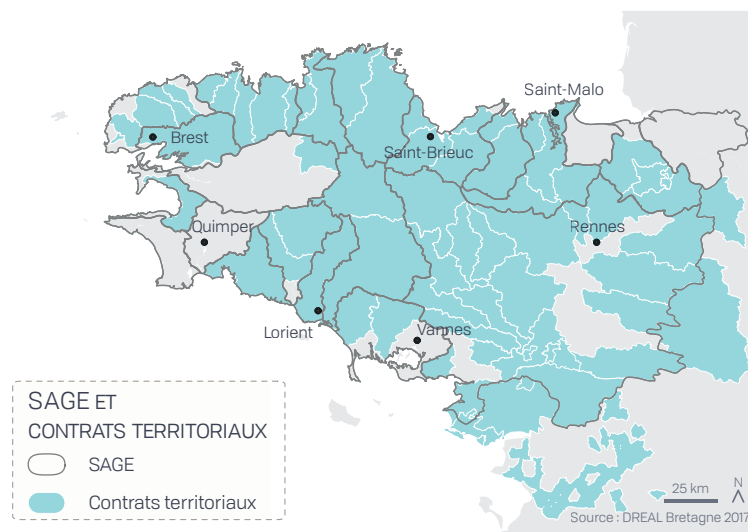 Saint-Malo
Brest
Saint-Brieuc
Quimper
Rennes
Lorient
Vannes
SAGE ET
CONTRATS TERRITORIAUX
SAGE
Contrats territoriaux
25 km
N
Source : DREAL Bretagne 2017